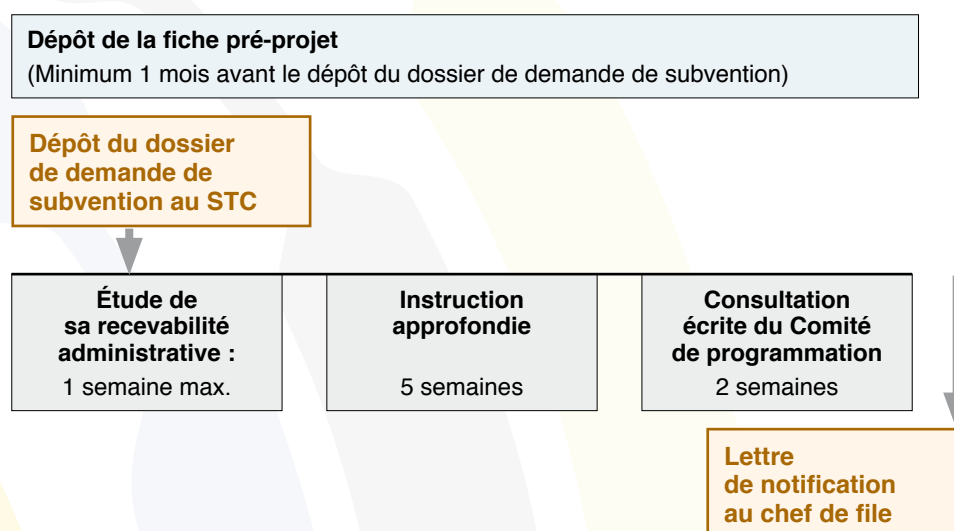 Dépôt de la fiche pré-projet
(Minimum 1 mois avant le dépôt du dossier de demande de subvention)
Dépôt du dossier
de demande de
subvention au STC
Étude de
sa recevabilité
administrative :
1 semaine max.
Instruction
approfondie
5 semaines
Consultation
écrite du Comité
de programmation
2 semaines
Lettre
de notification
au chef de file